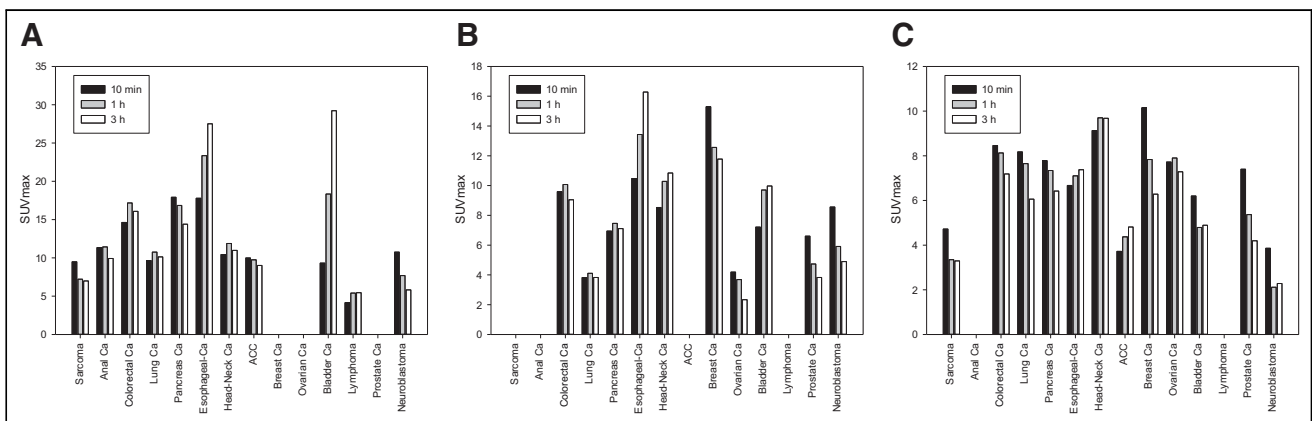 A
B
C
35
30
25
20
15
10
5
0
SUVmax
10 min
1 h
3 h
Sarcoma
Anal Ca
Colorectal Ca
Lung Ca
Pancreas Ca
Esophageal-Ca
Head-Neck Ca
ACC
Breast Ca
Ovarian Ca
Bladder Ca
Lymphoma
Prostate Ca
Neuroblastoma
18
16
14
12
10
8
6
4
2
0
SUVmax
10 min
1 h
3 h
Sarcoma
Anal Ca
Colorectal Ca
Lung Ca
Pancreas Ca
Esophageal-Ca
Head-Neck Ca
ACC
Breast Ca
Ovarian Ca
Bladder Ca
Lymphoma
Prostate Ca
Neuroblastoma
12
10
8
6
4
2
0
SUVmax
10 min
1 h
3 h
Sarcoma
Anal Ca
Colorectal Ca
Lung Ca
Pancreas Ca
Esophageal-Ca
Head-Neck Ca
ACC
Breast Ca
Ovarian Ca
Bladder Ca
Lymphoma
Prostate Ca
Neuroblastoma